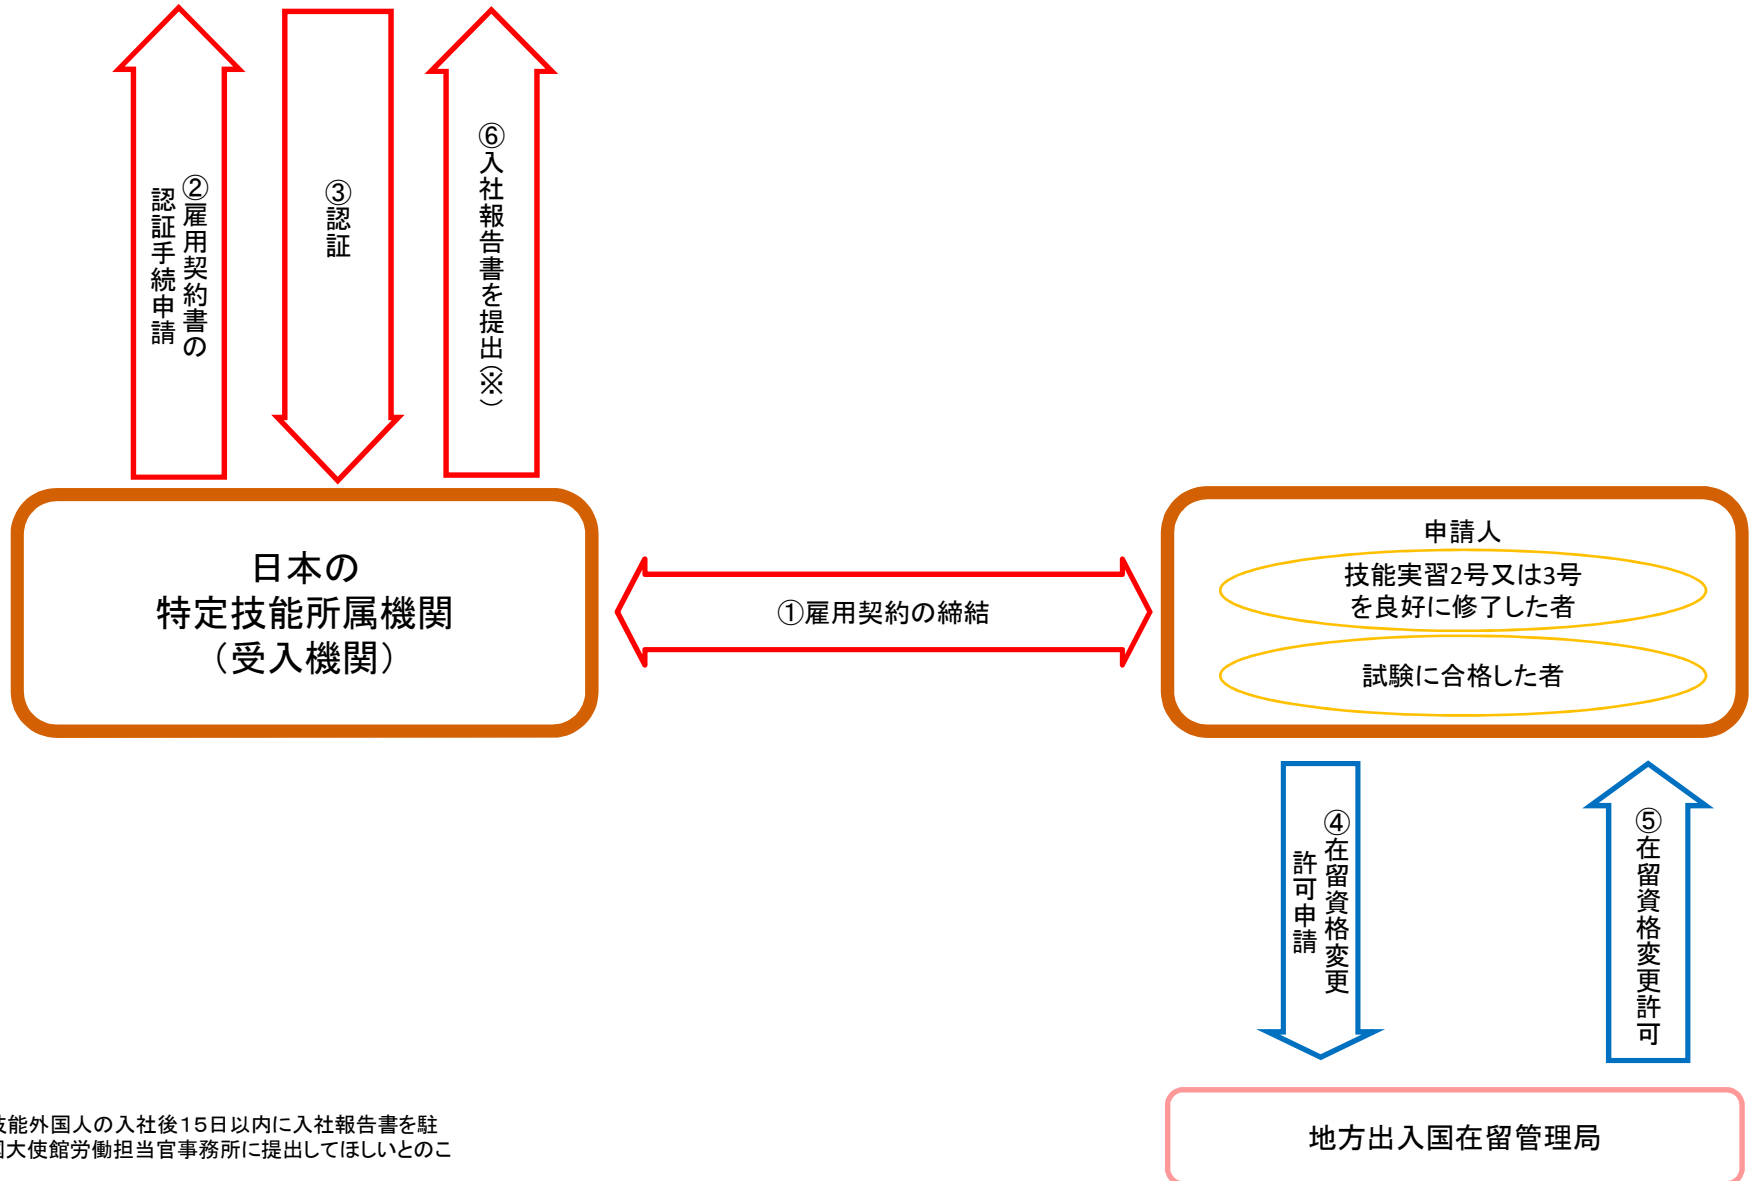 ②雇用契約書の
認証手続申請
③認証
⑥入社報告書を提出(※)
日本の
特定技能所属機関
(受入機関)
①雇用契約の締結
申請人
技能実習2号又は3号
を良好に修了した者
試験に合格した者
④在留資格変更
許可申請
⑤在留資格変更許可
地方出入国在留管理局
技能外国人の入社後15日以内に入社報告書を駐
国大使館労働担当官事務所に提出してほしいとのこ